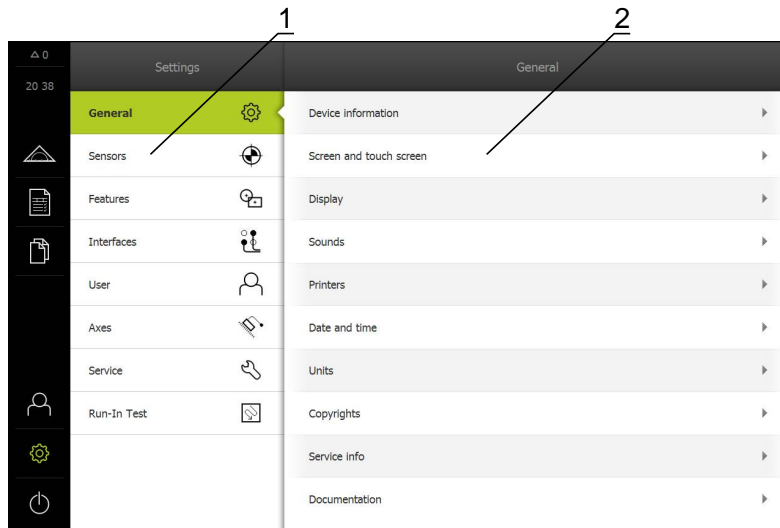 1
2
0
20 38
Settings
General
General
Sensors
Features
Interfaces
User
Axes
Service
Run-In Test
Device information
Screen and touch screen
Display
Sounds
Printers
Date and time
Units
Copyrights
Service info
Documentation